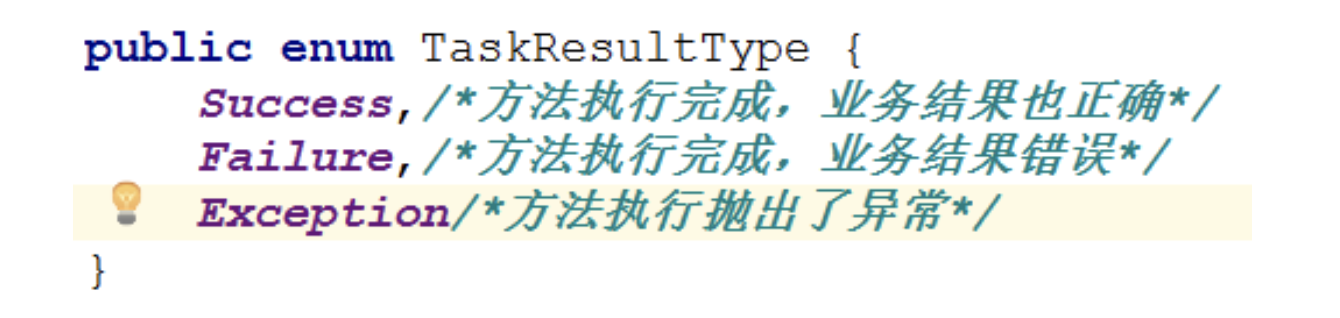 public enum TaskResultType {
Success,/*方法执行完成，业务结果也正确*/
Failure,/*方法执行完成，业务结果错误*/
Exception/*方法执行抛出了异常*/
}